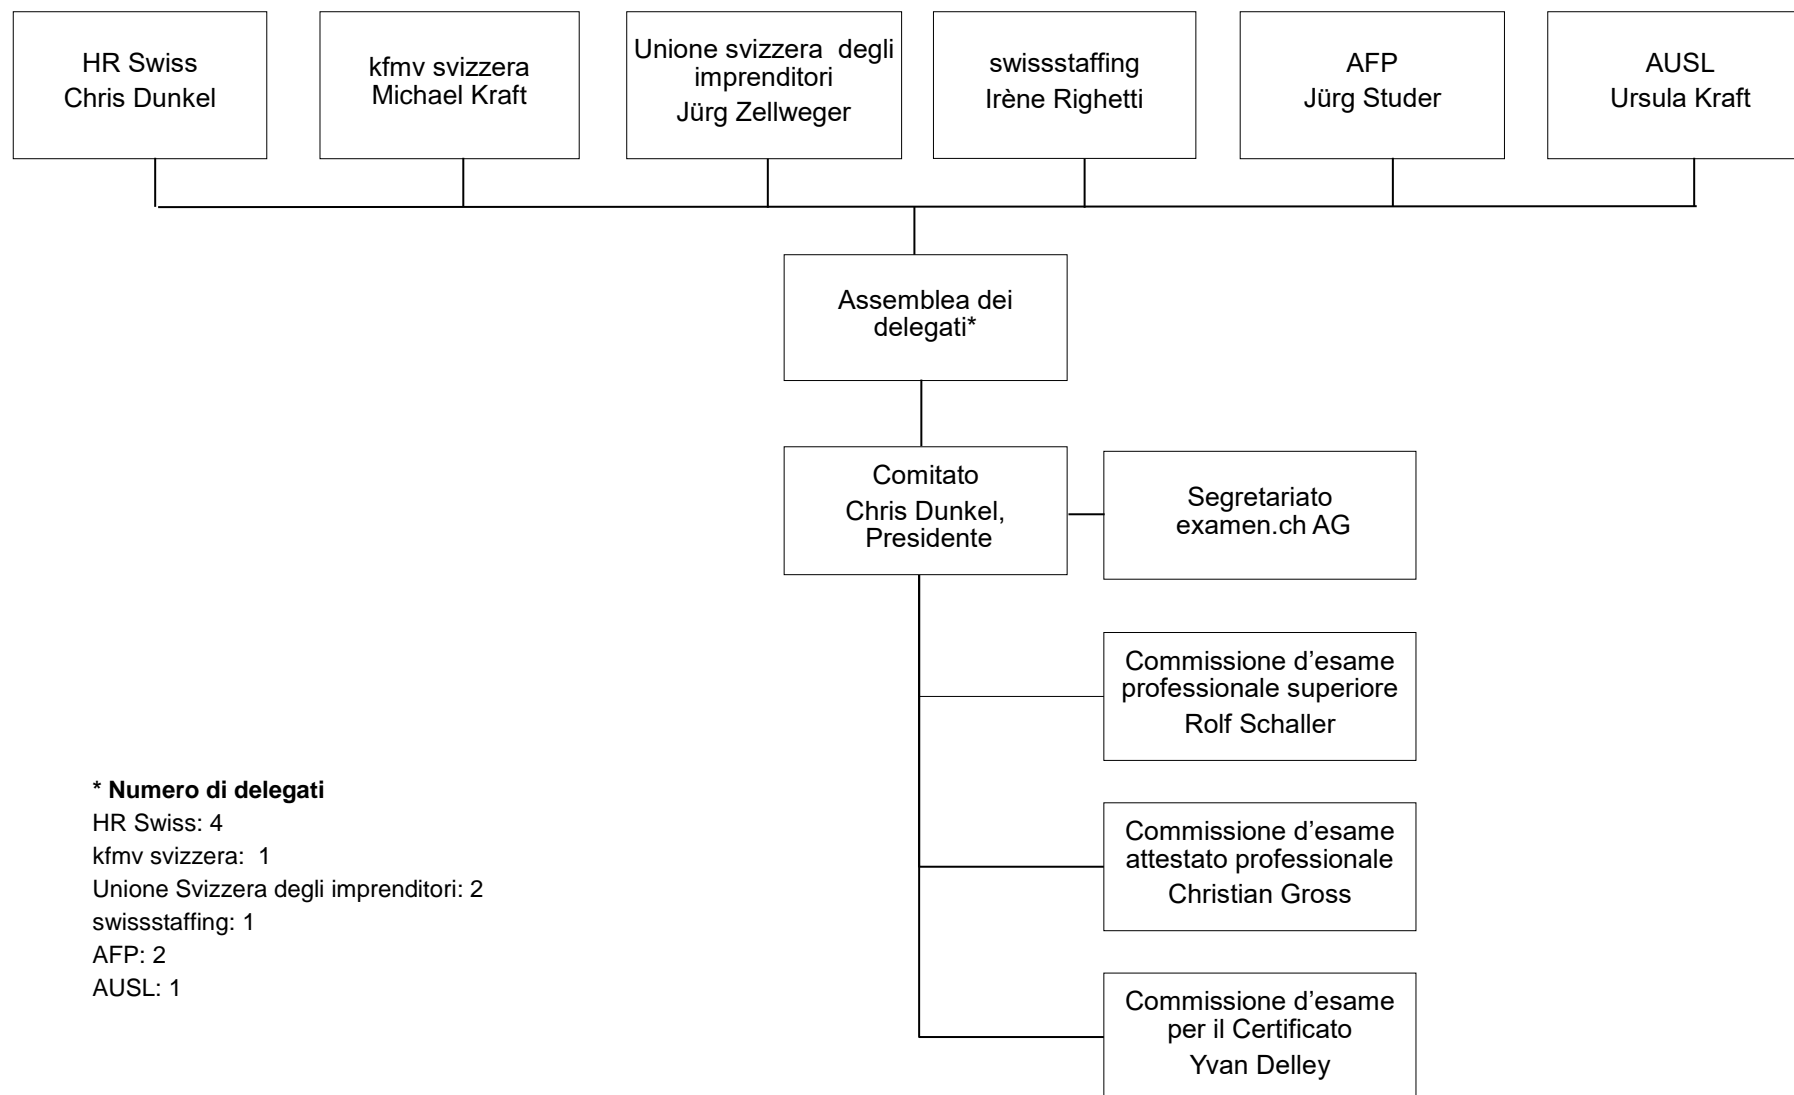 HR Swiss
Chris Dunkel
kfmv svizzera
Michael Kraft
Unione svizzera  degli
imprenditori
Jürg Zellweger
swissstaffing
Irène Righetti
AFP
Jürg Studer
AUSL
Ursula Kraft
Assemblea dei
delegati*
Comitato
Chris Dunkel,
Presidente
Segretariato
examen.ch AG
Commissione d’esame
professionale superiore
Rolf Schaller
Commissione d’esame
attestato professionale
Christian Gross
Commissione d’esame
per il Certificato
Yvan Delley
* Numero di delegati
HR Swiss: 4
kfmv svizzera:  1
Unione Svizzera degli imprenditori: 2
swissstaffing: 1
AFP: 2
AUSL: 1